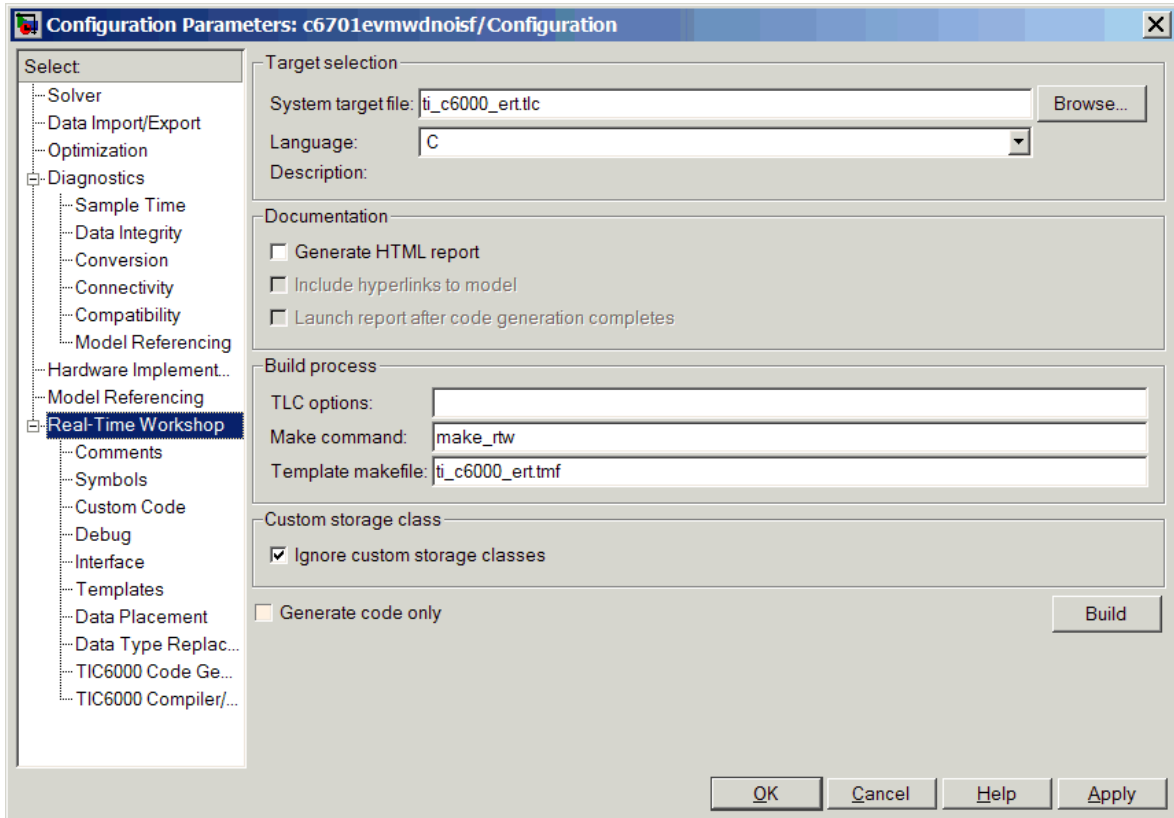 Configuration Parameters: c6701evmwdnoisf/Configuration
Select:
Solver
Data Import/Export
Optimization
Diagnostics
Sample Time
Data Integrity
Conversion
Connectivity
Compatibility
Model Referencing
Hardware Implement...
Model Referencing
Real-Time Workshop
Comments
Symbols
Custom Code
Debug
Interface
Templates
Data Placement
Data Type Replac...
TIC6000 Code Ge...
TIC6000 Compiler/...
Target selection
System target file: ti_c6000_ert.tlc Browse...
Language: C
Description:
Documentation
Generate HTML report
Include hyperlinks to model
Launch report after code generation completes
Build process
TLC options:
Make command: make_rtw
Template makefile: ti_c6000_ert.tmf
Custom storage class
Ignore custom storage classes
Generate code only Build
OK Cancel Help Apply